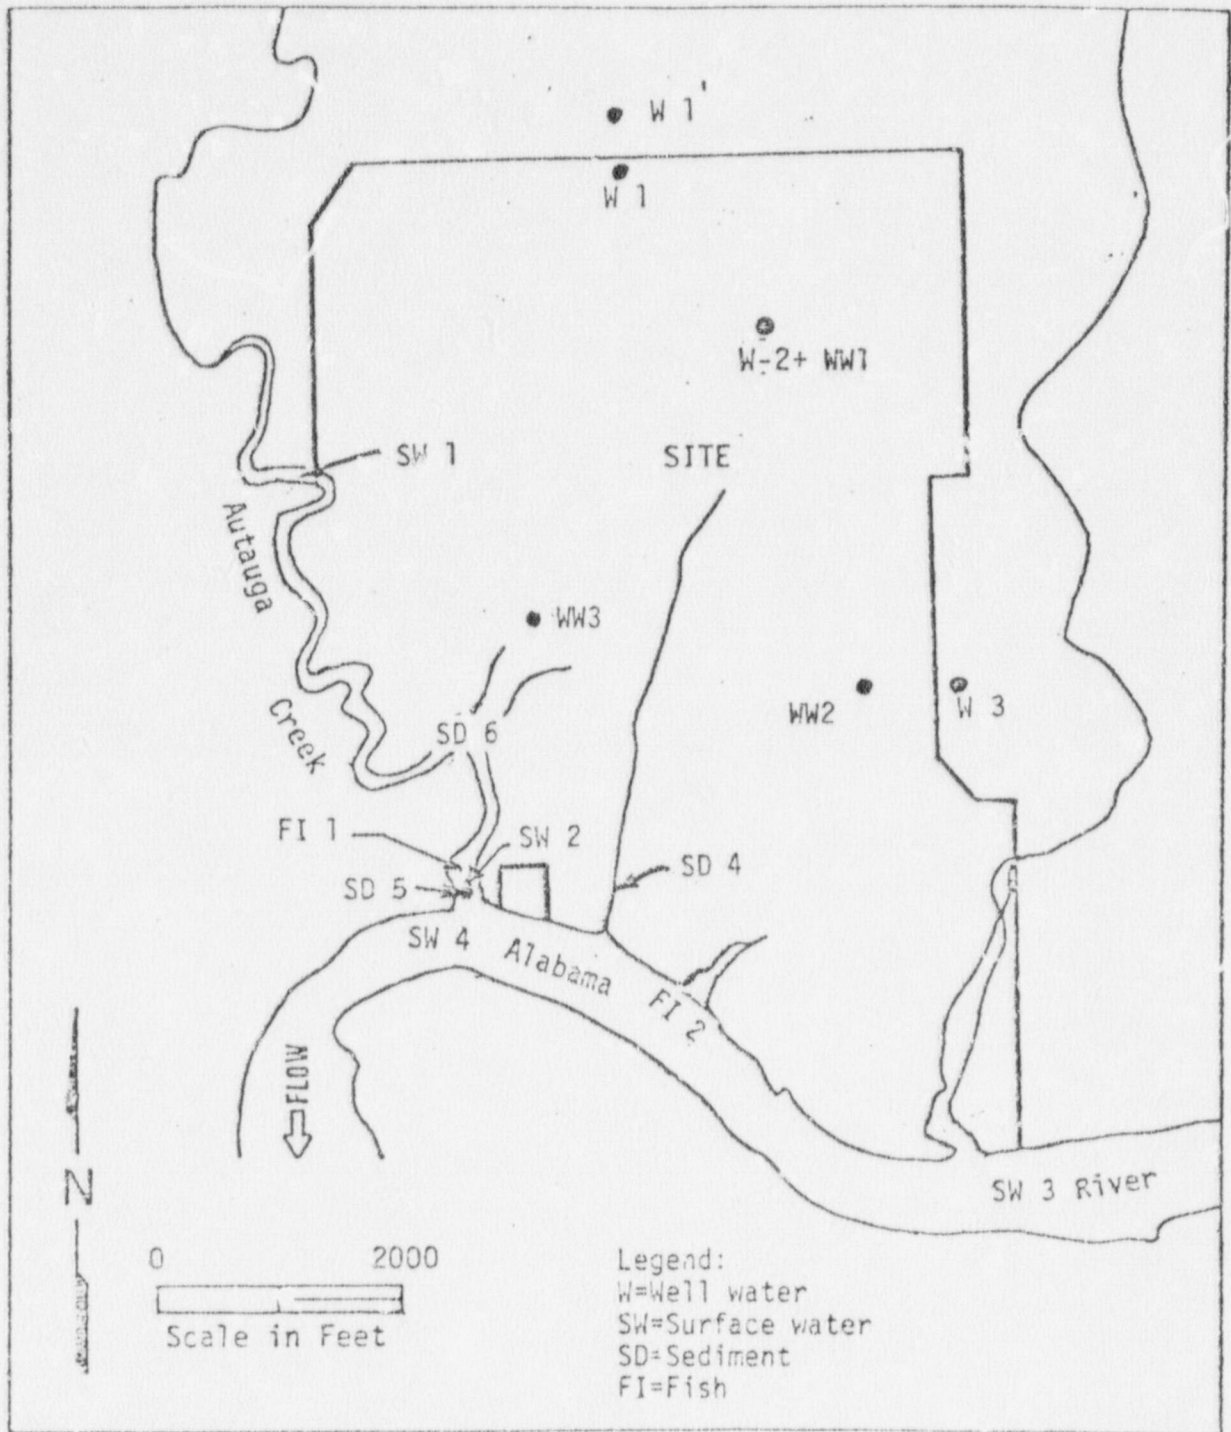 W 1'
W 1
W-2+ WW1
SW 1
SITE
Autauga
Creek
WW3
WW2
W 3
SD 6
FI 1
SW 2
SD 5
SD 4
SW 4
Alabama
FI 2
FLOW
SW 3 River
N
0 2000
Scale in Feet
Legend:
W=Well water
SW=Surface water
SD=Sediment
FI=Fish